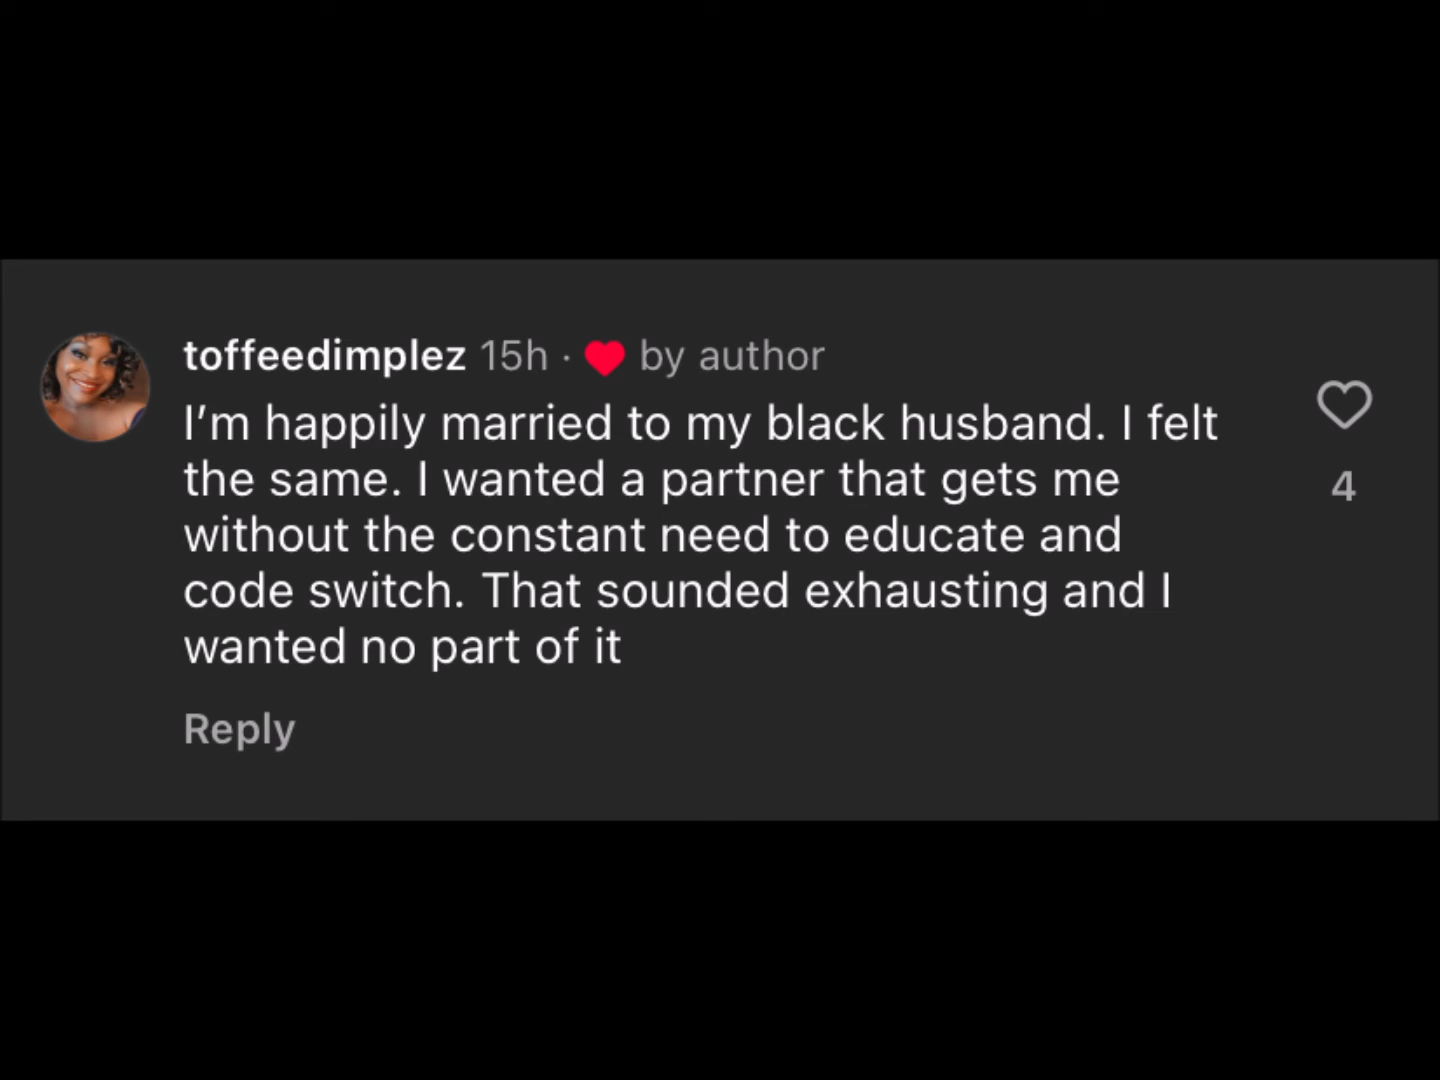 toffeedimplez 15h · ❤️ by author
I’m happily married to my black husband. I felt
the same. I wanted a partner that gets me
without the constant need to educate and
code switch. That sounded exhausting and I
wanted no part of it
4
Reply